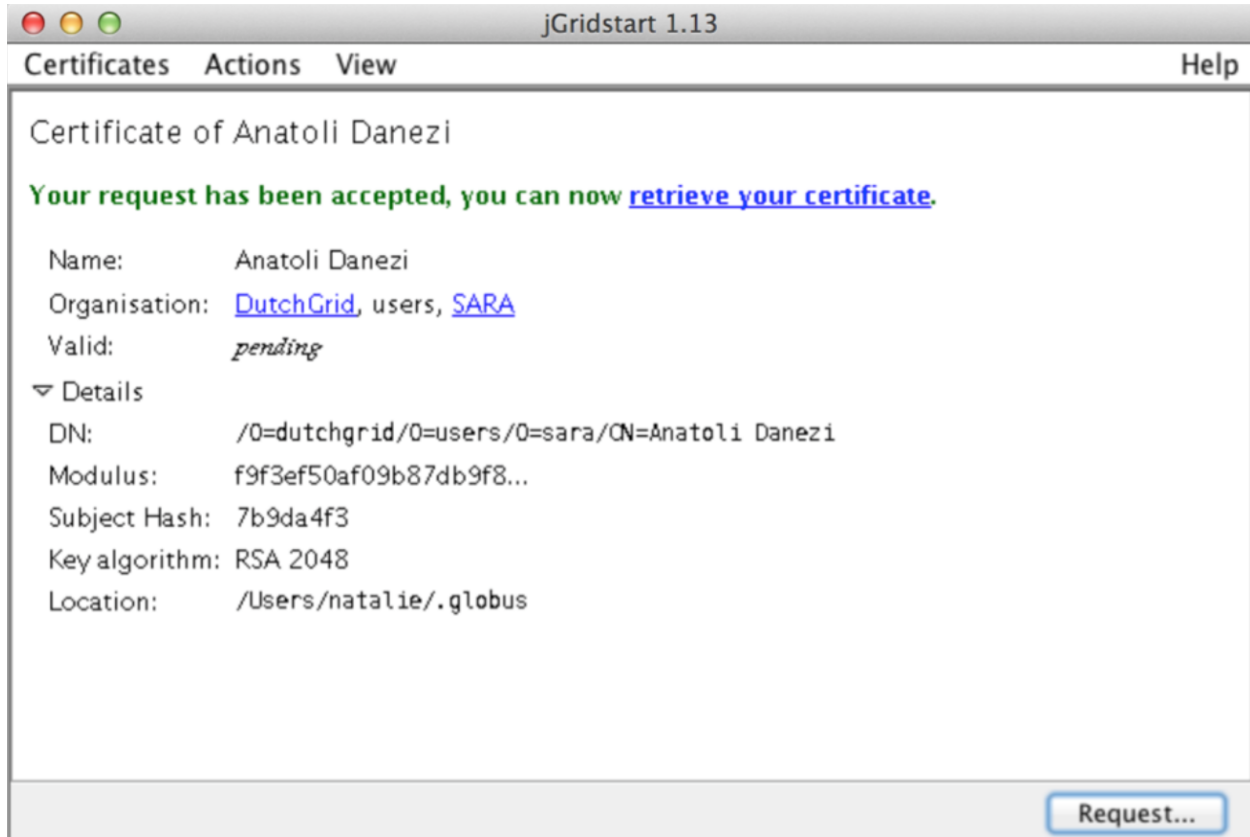 jGridstart 1.13
Certificates Actions View Help
Certificate of Anatoli Danezi
Your request has been accepted, you can now retrieve your certificate.
Name: Anatoli Danezi
Organisation: DutchGrid, users, SARA
Valid: pending
Details
DN: /O=dutchgrid/O=users/O=sara/CN=Anatoli Danezi
Modulus: f9f3ef50af09b87db9f8...
Subject Hash: 7b9da4f3
Key algorithm: RSA 2048
Location: /Users/natalie/.globus
Request...